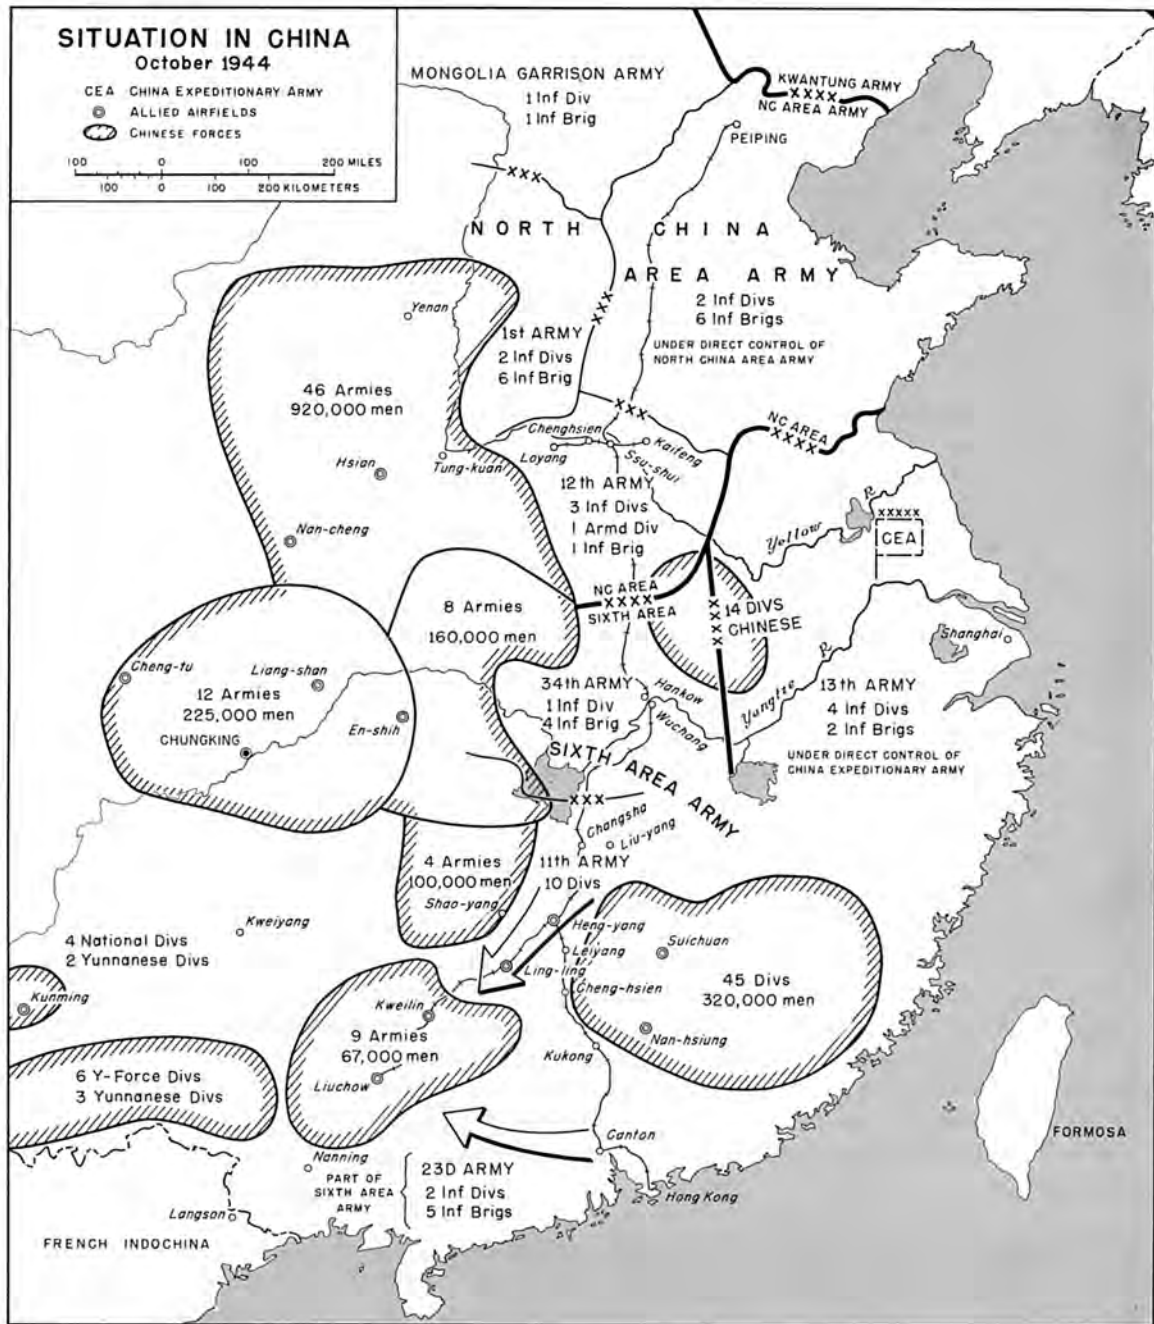 SITUATION IN CHINA
October 1944
CEA CHINA EXPEDITIONARY ARMY
ALLIED AIRFIELDS
CHINESE FORCES
100 0 100 200 MILES
100 0 100 200 KILOMETERS
MONGOLIA GARRISON ARMY
1 Inf Div
1 Inf Brig
KWANTUNG ARMY
XXXX
NC AREA ARMY
PEIPING
XXX
NORTH CHINA
AREA ARMY
2 Inf Divs
6 Inf Brigs
UNDER DIRECT CONTROL OF
NORTH CHINA AREA ARMY
XXX
Yenan
1st ARMY
2 Inf Divs
6 Inf Brig
46 Armies
920,000 men
XXX
NC AREA
XXXX
Chenghsien
Loyang
Kaifeng
Ssu-shui
Tung-kuan
Hsian
12th ARMY
3 Inf Divs
1 Armd Div
1 Inf Brig
Nan-cheng
Yellow R
XXXXX
CEA
NC AREA
XXXX
SIXTH AREA
14 DIVS
CHINESE
XXXX
8 Armies
160,000 men
Shanghai
Cheng-tu
Liang-shan
12 Armies
225,000 men
En-shih
CHUNGKING
34th ARMY
1 Inf Div
4 Inf Brig
Hankow
Wuchang
Yangtze R
13th ARMY
4 Inf Divs
2 Inf Brigs
UNDER DIRECT CONTROL OF
CHINA EXPEDITIONARY ARMY
SIXTH AREA ARMY
XXX
Changsha
Liu-yang
4 Armies
100,000 men
Shao-yang
11th ARMY
10 Divs
Kweiyang
Heng-yang
Leiyang
Suichuan
4 National Divs
2 Yunnanese Divs
Ling-ling
Cheng-hsien
45 Divs
320,000 men
Kunming
Kweilin
9 Armies
67,000 men
Nan-hsiung
Kukong
Liuchow
6 Y-Force Divs
3 Yunnanese Divs
Canton
FORMOSA
Nanning
PART OF
SIXTH AREA
ARMY
23D ARMY
2 Inf Divs
5 Inf Brigs
Hong Kong
Langson
FRENCH INDOCHINA